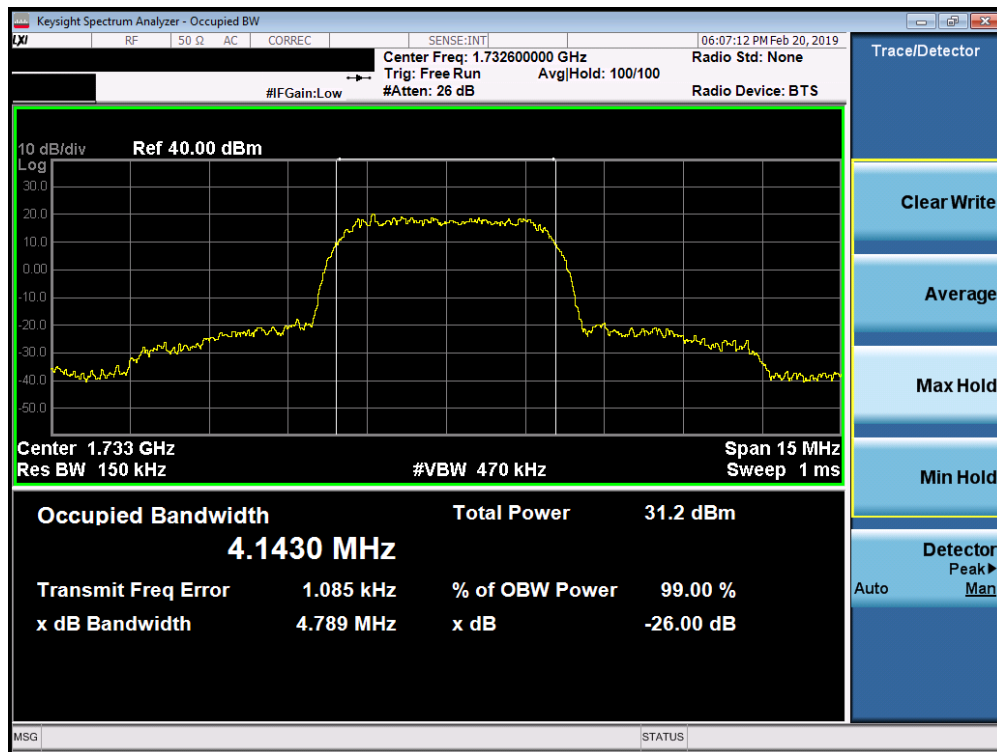 Keysight Spectrum Analyzer - Occupied BW
LXI RF 50 Ω AC CORREC SENSE:INT 06:07:12 PM Feb 20, 2019
Center Freq: 1.732600000 GHz Radio Std: None
Trig: Free Run Avg|Hold: 100/100
#IFGain:Low #Atten: 26 dB Radio Device: BTS
10 dB/div Ref 40.00 dBm
Log
30.0
20.0
10.0
0.00
-10.0
-20.0
-30.0
-40.0
-50.0
Center 1.733 GHz Span 15 MHz
Res BW 150 kHz #VBW 470 kHz Sweep 1 ms
Occupied Bandwidth Total Power 31.2 dBm
4.1430 MHz
Transmit Freq Error 1.085 kHz % of OBW Power 99.00 %
x dB Bandwidth 4.789 MHz x dB -26.00 dB
MSG STATUS
Trace/Detector
Clear Write
Average
Max Hold
Min Hold
Detector
Peak▶
Auto Man